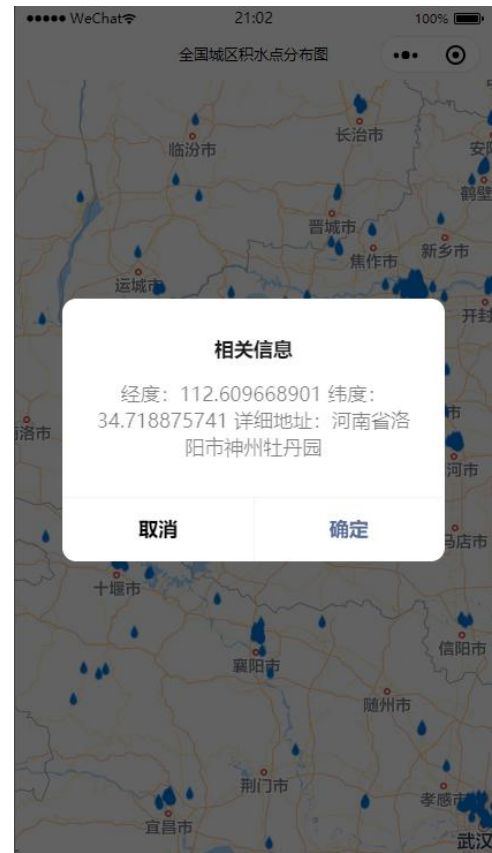 WeChat
21:02
100%
全国城区积水点分布图
长治市
临汾市
安阳
鹤壁
晋城市
新乡市
焦作市
运城市
开封
相关信息
经度：112.609668901 纬度：
34.718875741 详细地址：河南省洛
阳市神州牡丹园
洛市
市
河市
取消
确定
马店市
十堰市
信阳市
襄阳市
随州市
荆门市
孝感市
宜昌市
武汉